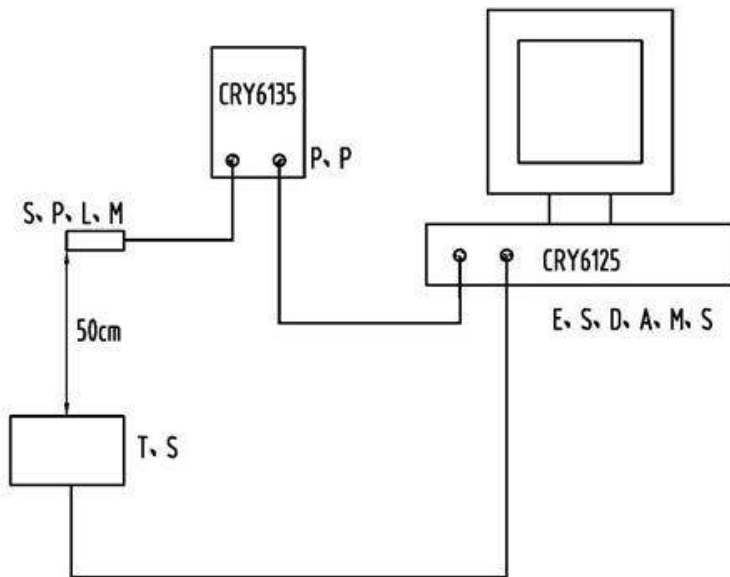 CRY6135
P、P
S、P、L、M
CRY6125
E、S、D、A、M、S
50cm
T、S